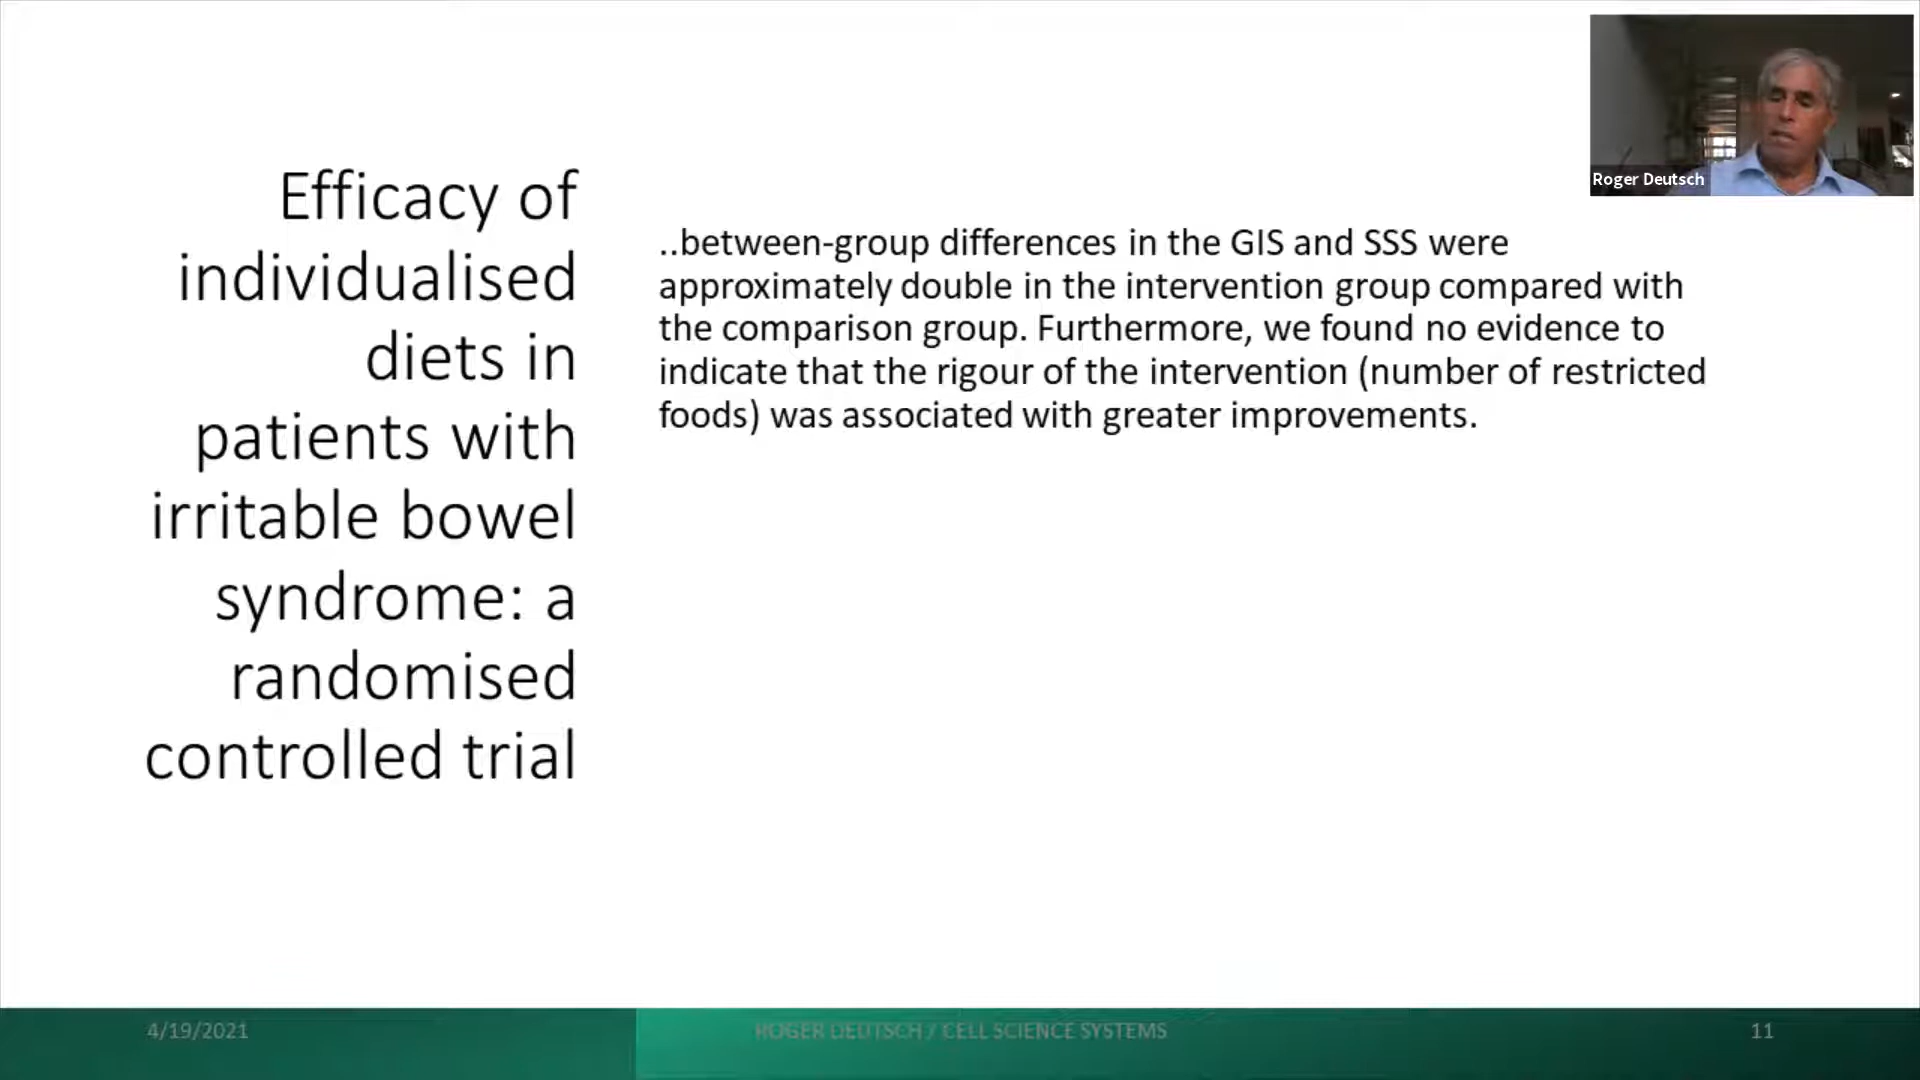 Efficacy of
individualised
diets in
patients with
irritable bowel
syndrome: a
randomised
controlled trial
..between-group differences in the GIS and SSS were
approximately double in the intervention group compared with
the comparison group. Furthermore, we found no evidence to
indicate that the rigour of the intervention (number of restricted
foods) was associated with greater improvements.
Roger Deutsch
4/19/2021
ROGER DEUTSCH / CELL SCIENCE SYSTEMS
11